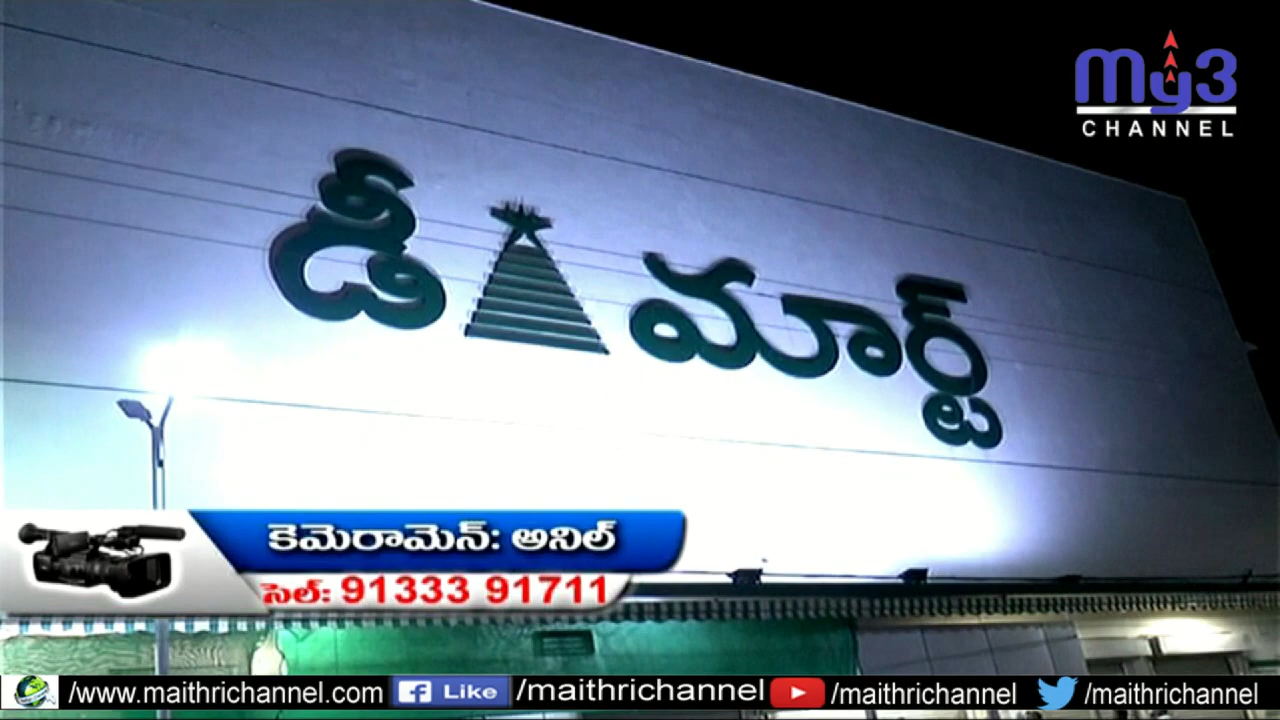 My3
CHANNEL
డీ మార్ట్
కెమెరామెన్: అనిల్
సెల్: 91333 91711
/www.maithrichannel.com f Like /maithrichannel /maithrichannel /maithrichannel